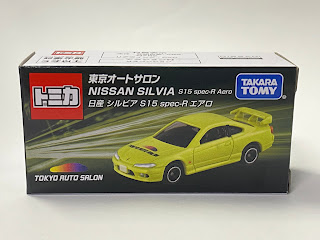 トミカ
東京オートサロン
NISSAN SILVIA S15 spec-R Aero
日産 シルビア S15 spec-R エアロ
TAKARA TOMY
TOKYO AUTO SALON